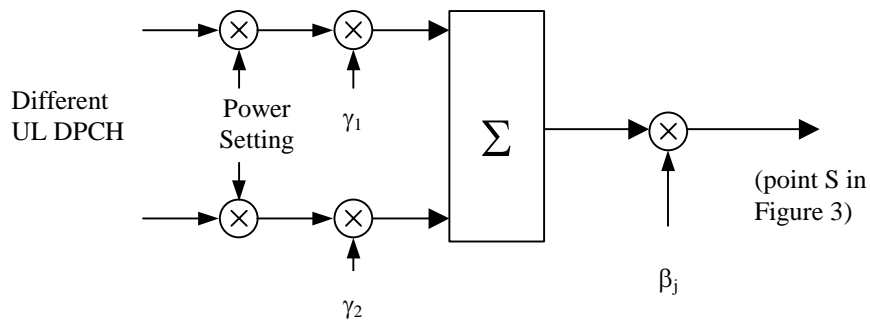 Different
UL DPCH
Power
Setting
γ1
Σ
(point S in
Figure 3)
γ2
βj